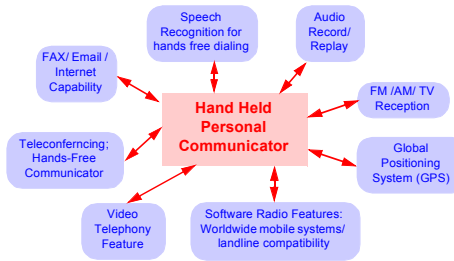 Speech
Recognition for
hands free dialing
Audio
Record/
Replay
FAX/ Email /
Internet
Capability
FM /AM/ TV
Reception
Hand Held
Personal
Communicator
Teleconferncing;
Hands-Free
Communicator
Global
Positioning
System (GPS)
Video
Telephony
Feature
Software Radio Features:
Worldwide mobile systems/
landline compatibility